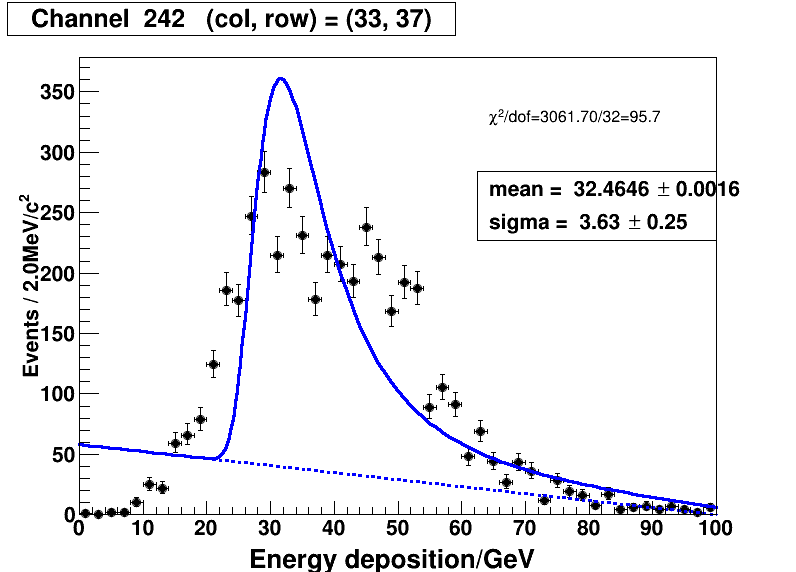 Channel 242 (col, row) = (33, 37)
χ²/dof=3061.70/32=95.7
mean = 32.4646 ± 0.0016
sigma = 3.63 ± 0.25
Events / 2.0MeV/c²
350
300
250
200
150
100
50
0
0 10 20 30 40 50 60 70 80 90 100
Energy deposition/GeV